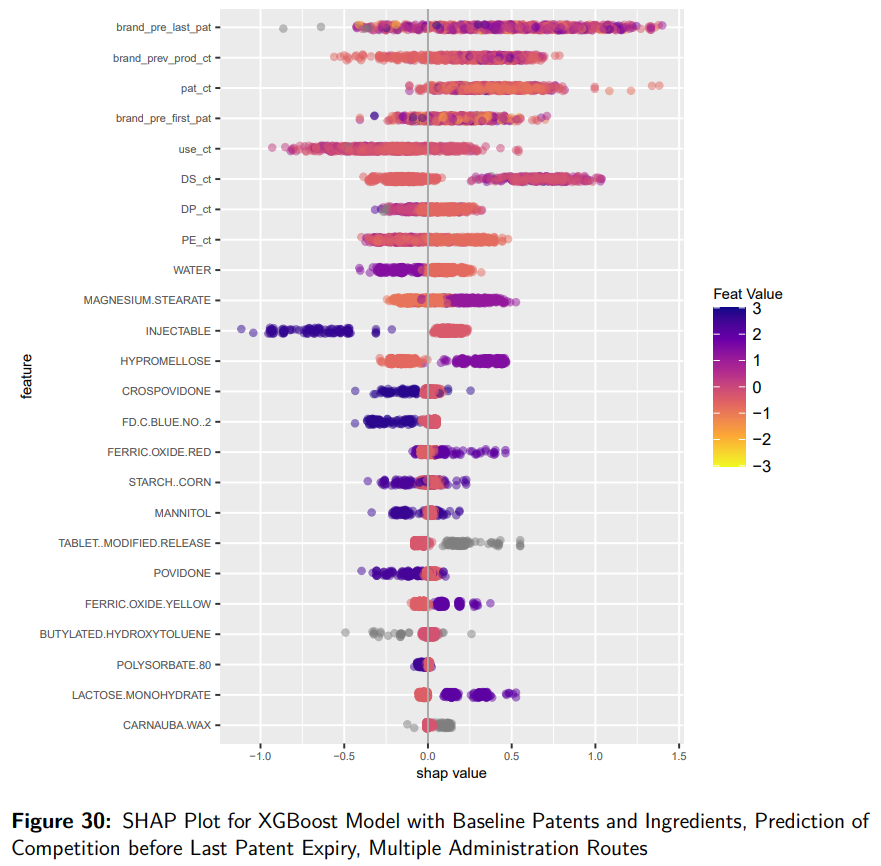 brand_pre_last_pat
brand_prev_prod_ct
pat_ct
brand_pre_first_pat
use_ct
DS_ct
DP_ct
PE_ct
WATER
MAGNESIUM.STEARATE
INJECTABLE
HYPROMELLOSE
CROSPOVIDONE
FD.C.BLUE.NO..2
FERRIC.OXIDE.RED
STARCH..CORN
MANNITOL
TABLET..MODIFIED.RELEASE
POVIDONE
FERRIC.OXIDE.YELLOW
BUTYLATED.HYDROXYTOLUENE
POLYSORBATE.80
LACTOSE.MONOHYDRATE
CARNAUBA.WAX
feature
−1.0 −0.5 0.0 0.5 1.0 1.5
shap value
Feat Value
3
2
1
0
−1
−2
−3
Figure 30: SHAP Plot for XGBoost Model with Baseline Patents and Ingredients, Prediction of
Competition before Last Patent Expiry, Multiple Administration Routes